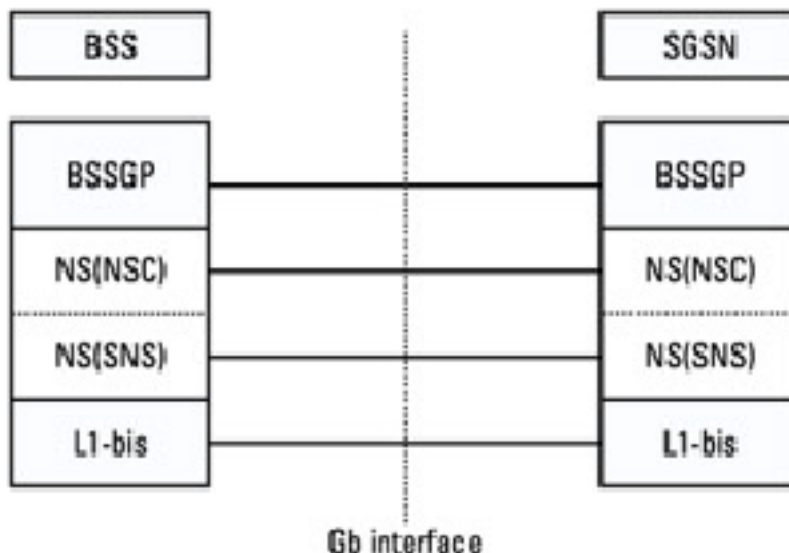 BSS SGSN
BSSGP BSSGP
NS(NSC) NS(NSC)
NS(SNS) NS(SNS)
L1-bis L1-bis
Gb interface